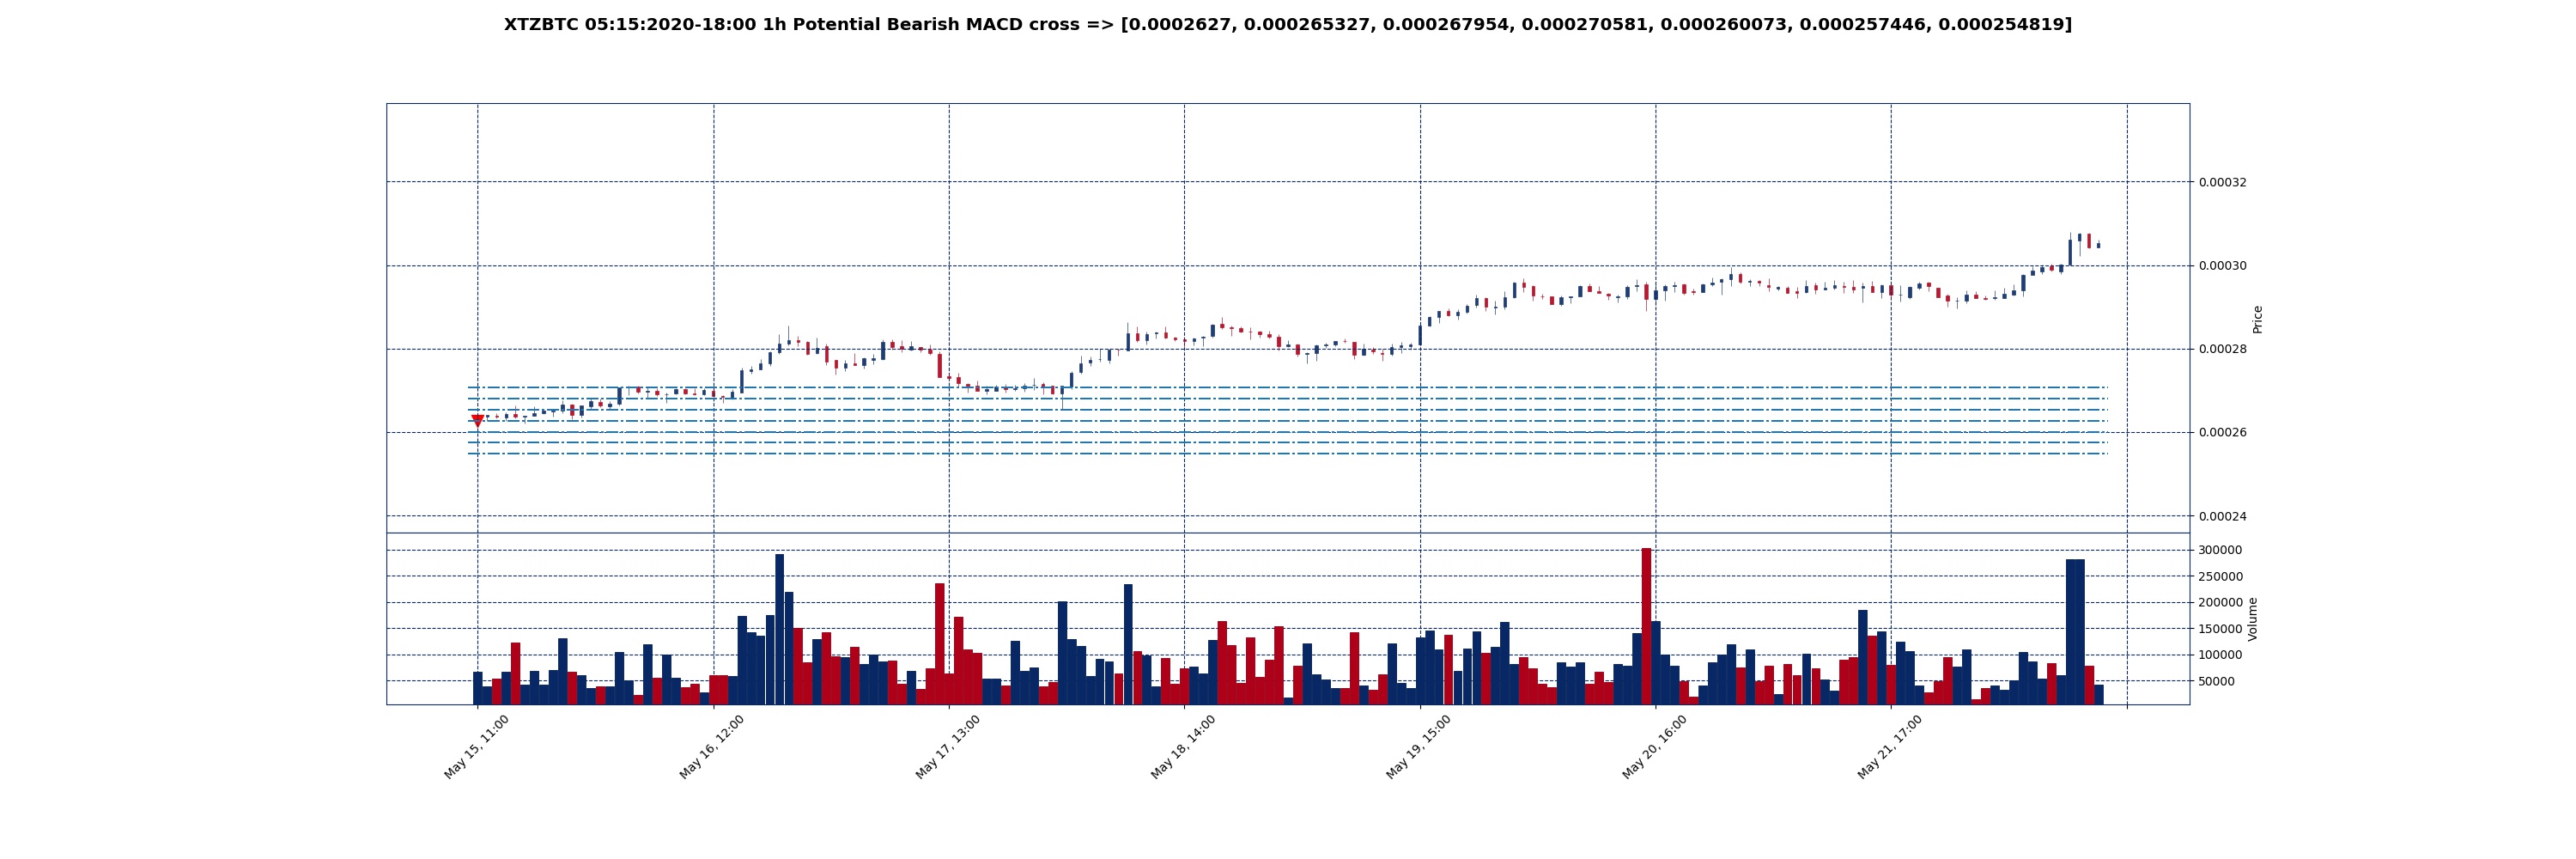 XTZBTC 05:15:2020-18:00 1h Potential Bearish MACD cross => [0.0002627, 0.000265327, 0.000267954, 0.000270581, 0.000260073, 0.000257446, 0.000254819]
0.00032
0.00030
0.00028
0.00026
0.00024
Price
300000
250000
200000
150000
100000
50000
Volume
May 15, 11:00
May 16, 12:00
May 17, 13:00
May 18, 14:00
May 19, 15:00
May 20, 16:00
May 21, 17:00